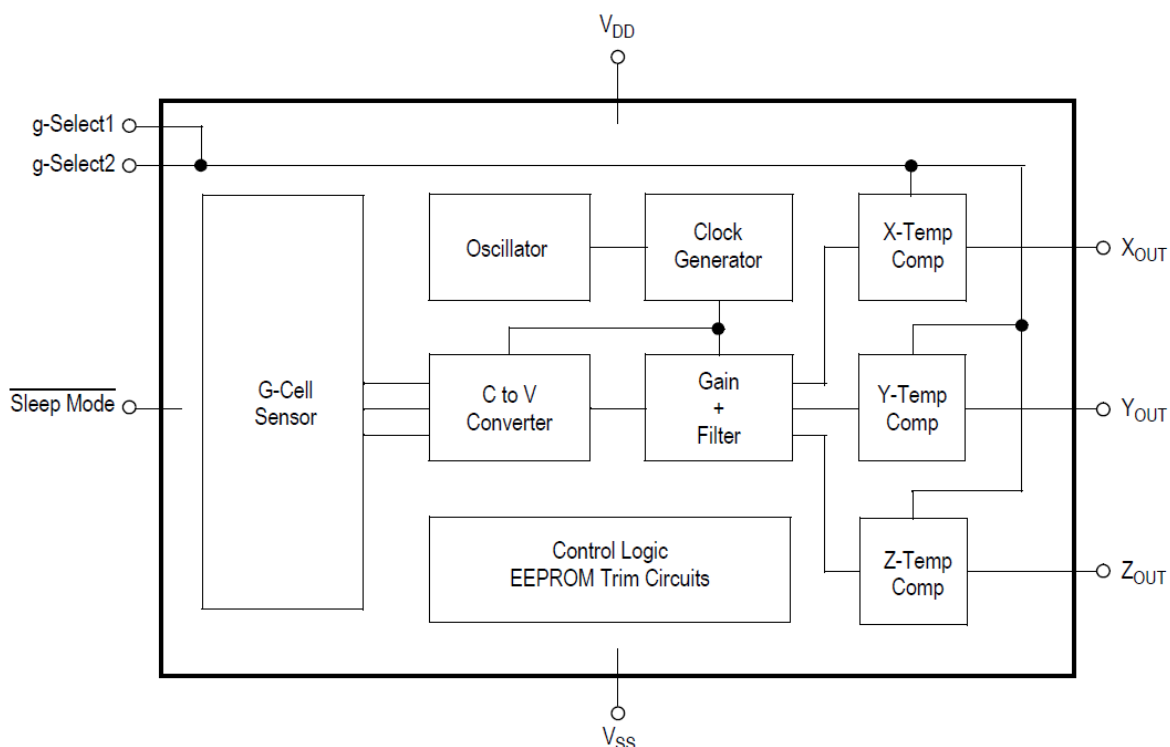 VDD
g-Select1
g-Select2
Oscillator
Clock
Generator
X-Temp
Comp
XOUT
G-Cell
Sensor
Sleep Mode
C to V
Converter
Gain
+
Filter
Y-Temp
Comp
YOUT
Control Logic
EEPROM Trim Circuits
Z-Temp
Comp
ZOUT
VSS